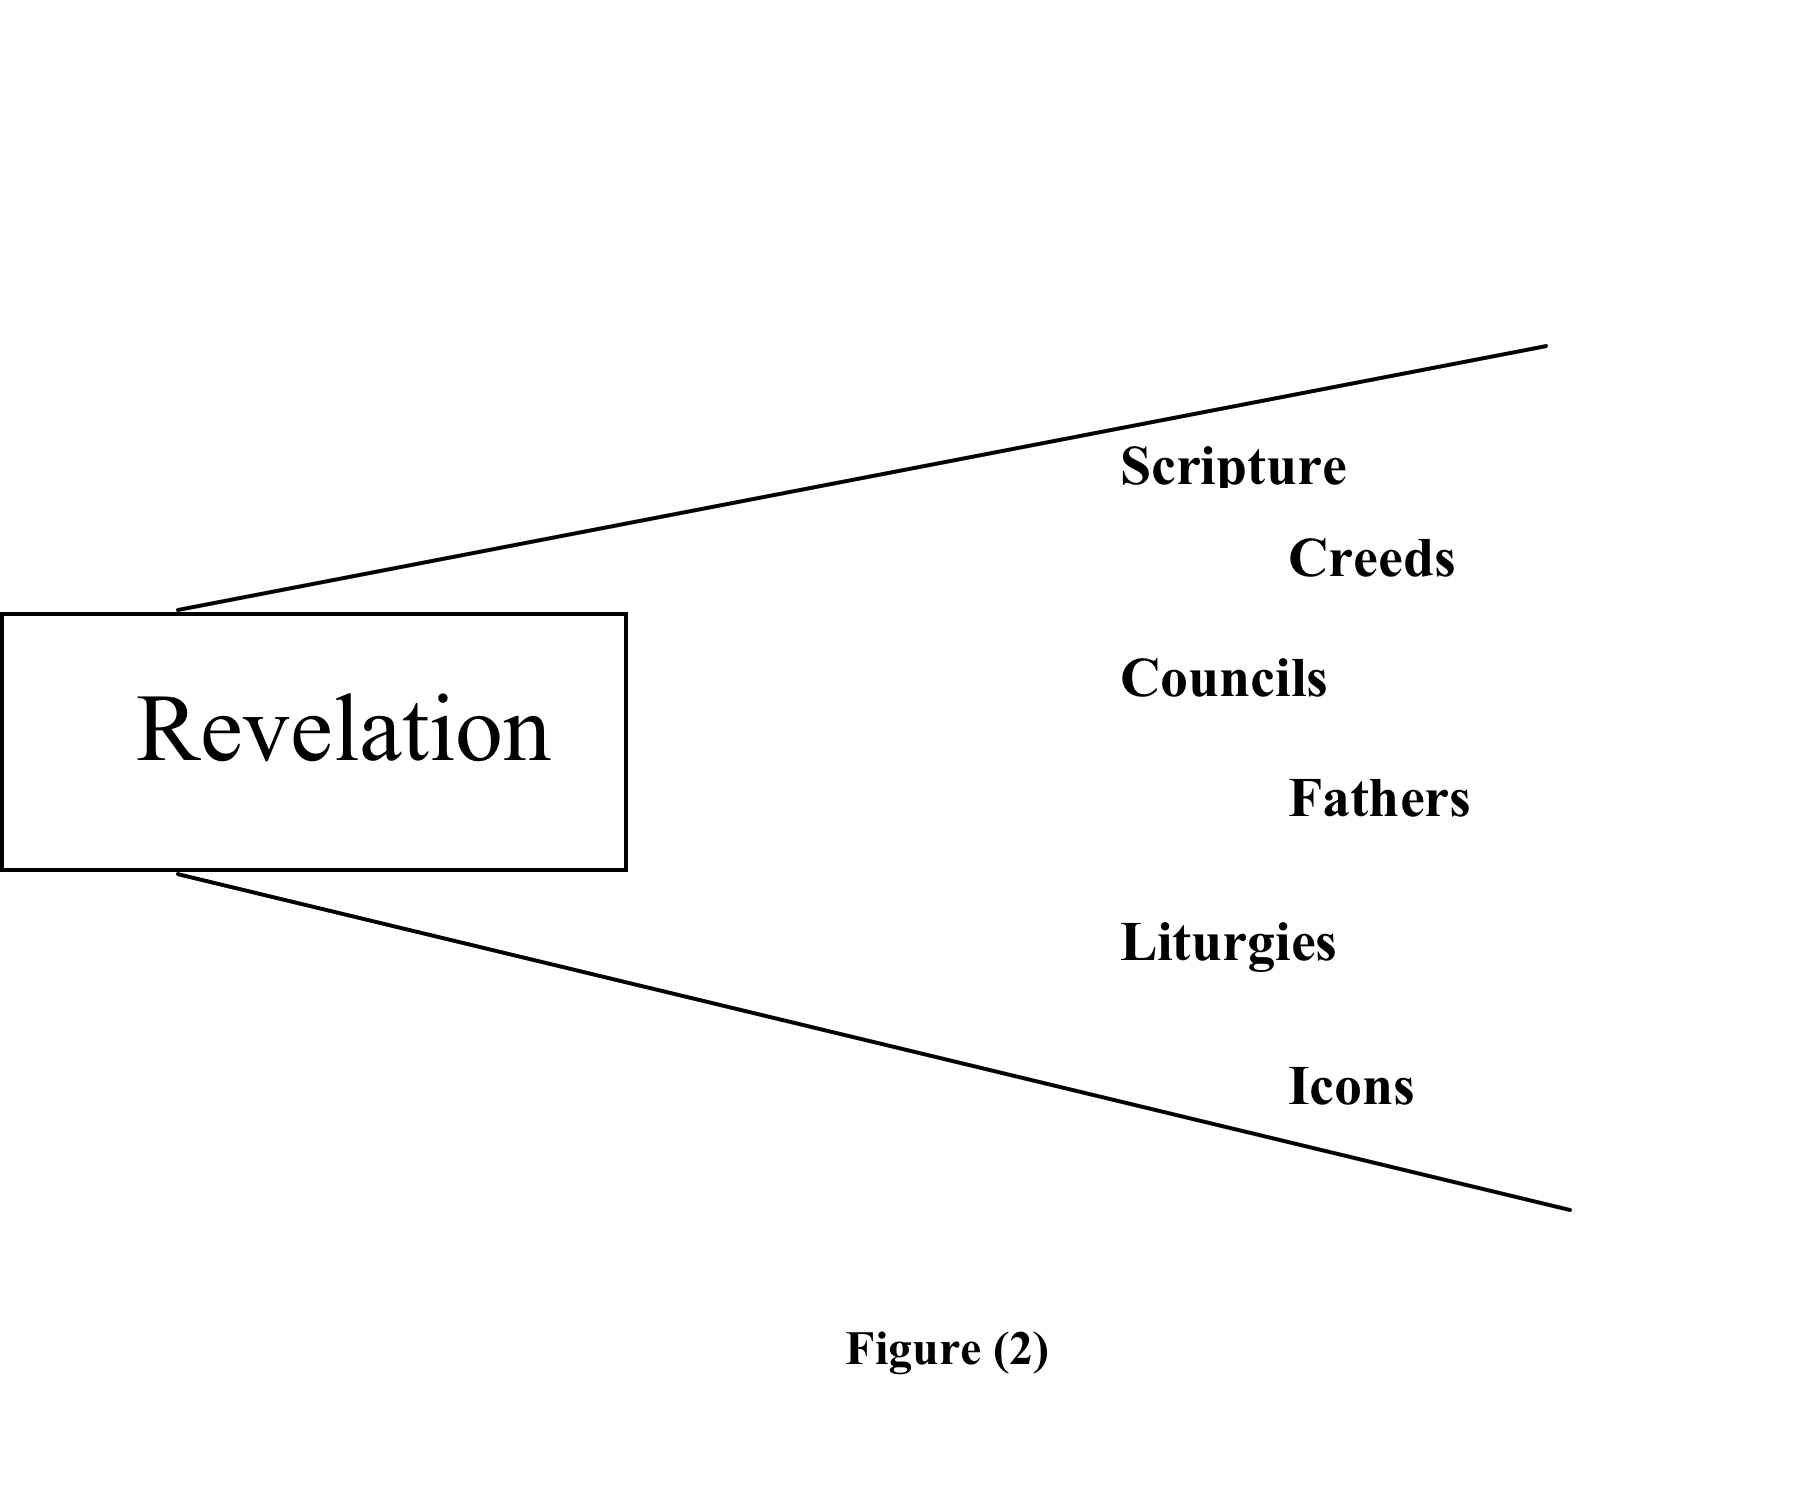 Scripture
Creeds
Councils
Revelation
Fathers
Liturgies
Icons
Figure (2)